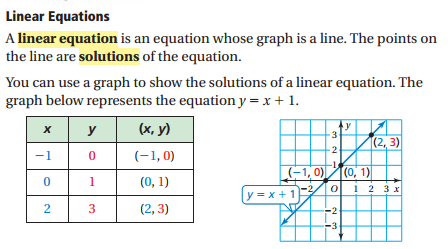 Linear Equations
A linear equation is an equation whose graph is a line. The points on
the line are solutions of the equation.
You can use a graph to show the solutions of a linear equation. The
graph below represents the equation y = x + 1.
x y (x, y)
−1 0 (−1, 0)
0 1 (0, 1)
2 3 (2, 3)
y
3
(2, 3)
2
1
(−1, 0) (0, 1)
y = x + 1
−2 O 1 2 3 x
−2
−3